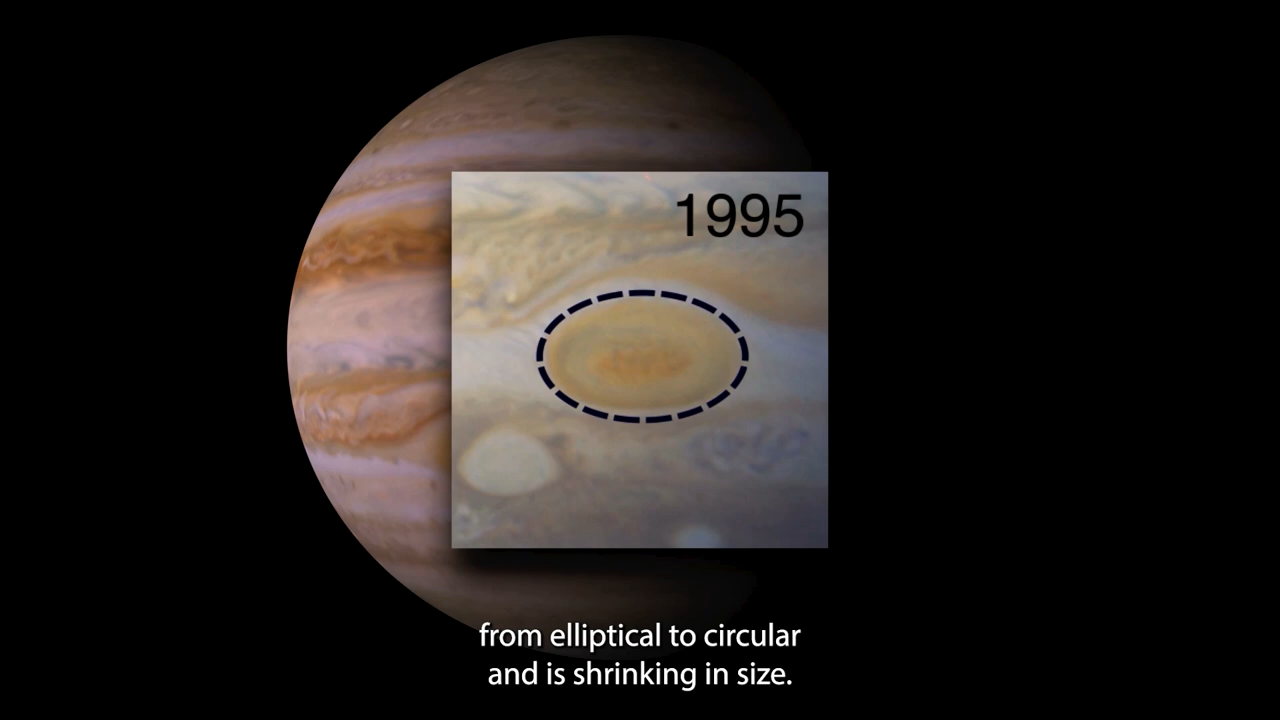 1995
from elliptical to circular
and is shrinking in size.